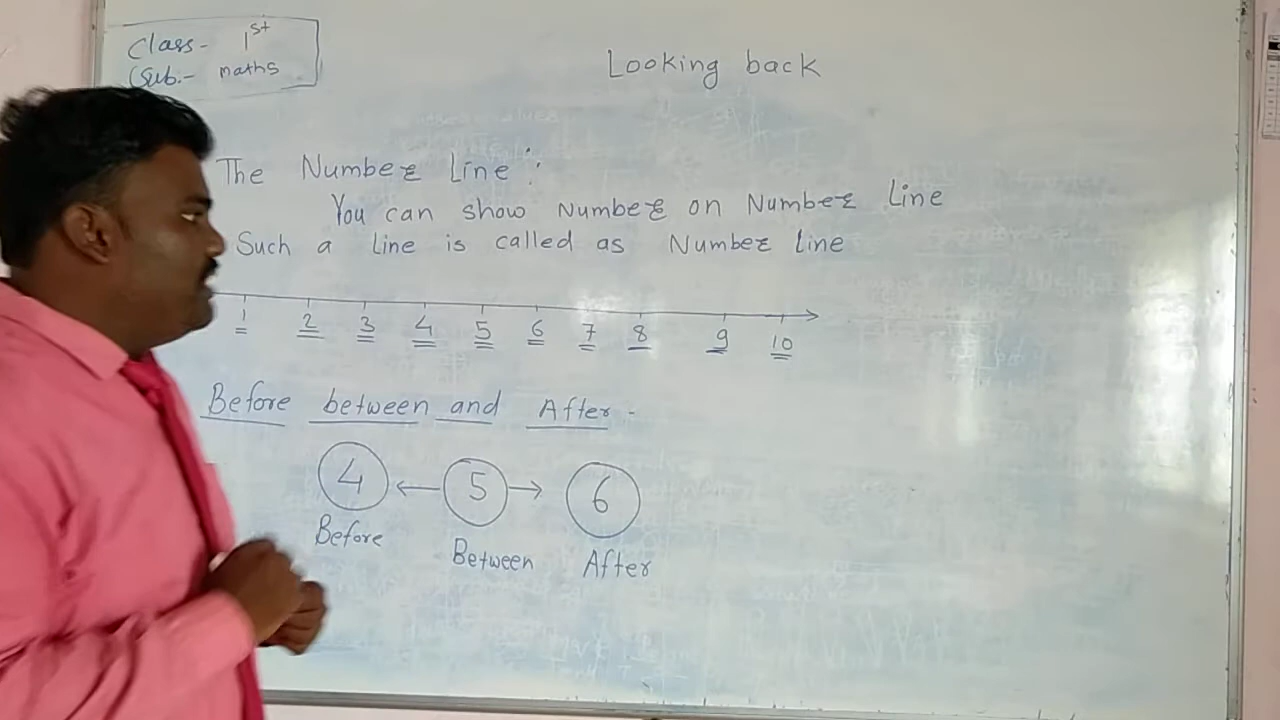 Class- 1st
Sub.- maths
Looking back
The Number Line :
You can show Number on Number Line
Such a Line is called as Number line
1 2 3 4 5 6 7 8 9 10
Before between and After -
4 ← 5 → 6
Before Between After